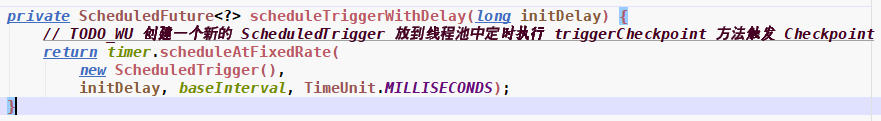 private ScheduledFuture<?> scheduleTriggerWithDelay(long initDelay) {
// TODO_WU 创建一个新的 ScheduledTrigger 放到线程池中定时执行 triggerCheckpoint 方法触发 Checkpoint
return timer.scheduleAtFixedRate(
new ScheduledTrigger(),
initDelay, baseInterval, TimeUnit.MILLISECONDS);
}